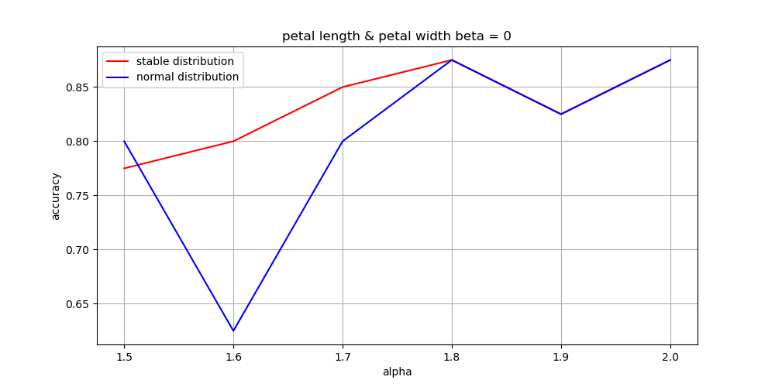 petal length & petal width beta = 0
stable distribution
normal distribution
0.85
0.80
0.75
0.70
0.65
accuracy
1.5 1.6 1.7 1.8 1.9 2.0
alpha